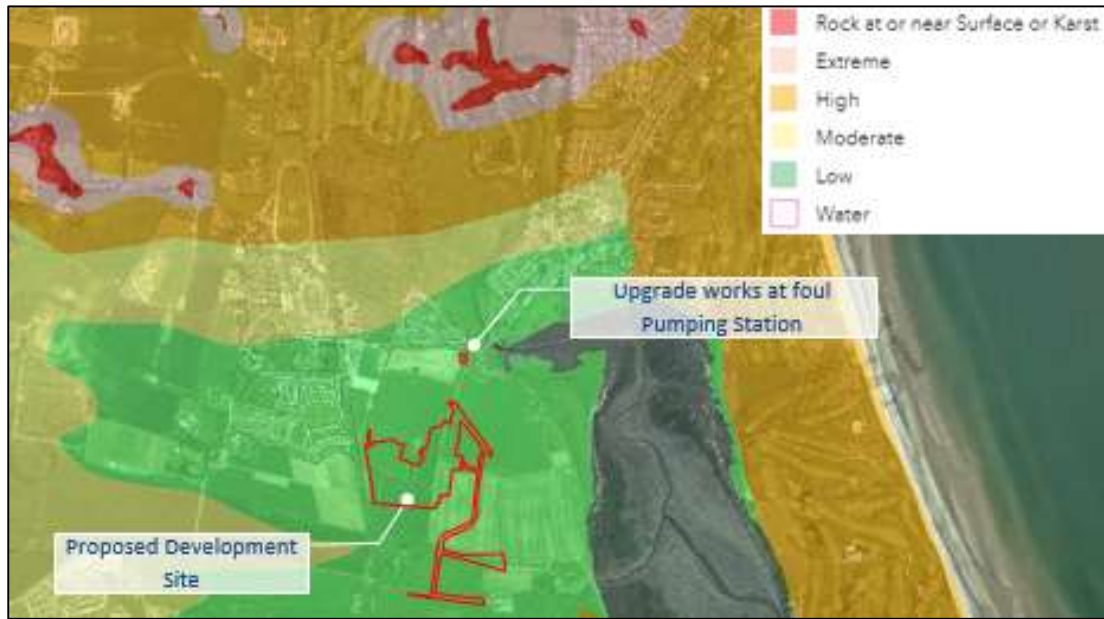 Rock at or near Surface or Karst
Extreme
High
Moderate
Low
Water
Upgrade works at foul
Pumping Station
Proposed Development
Site